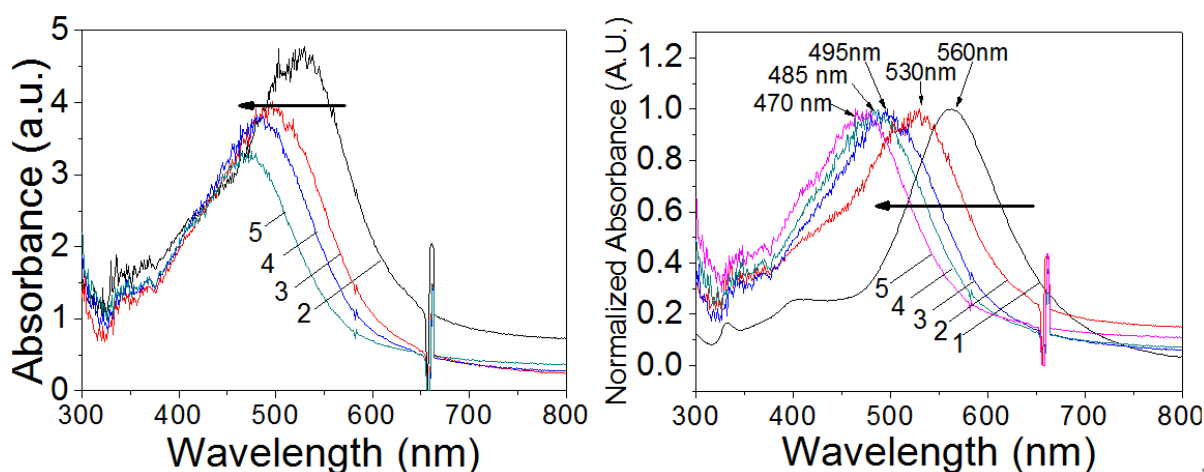 5
4
3
2
1
0
Absorbance (a.u.)
5
4
3
2
300 400 500 600 700 800
Wavelength (nm)
1.2
1.0
0.8
0.6
0.4
0.2
0.0
Normalized Absorbance (A.U.)
495nm
560nm
485 nm
530nm
470 nm
5
4
3
2
1
300 400 500 600 700 800
Wavelength (nm)